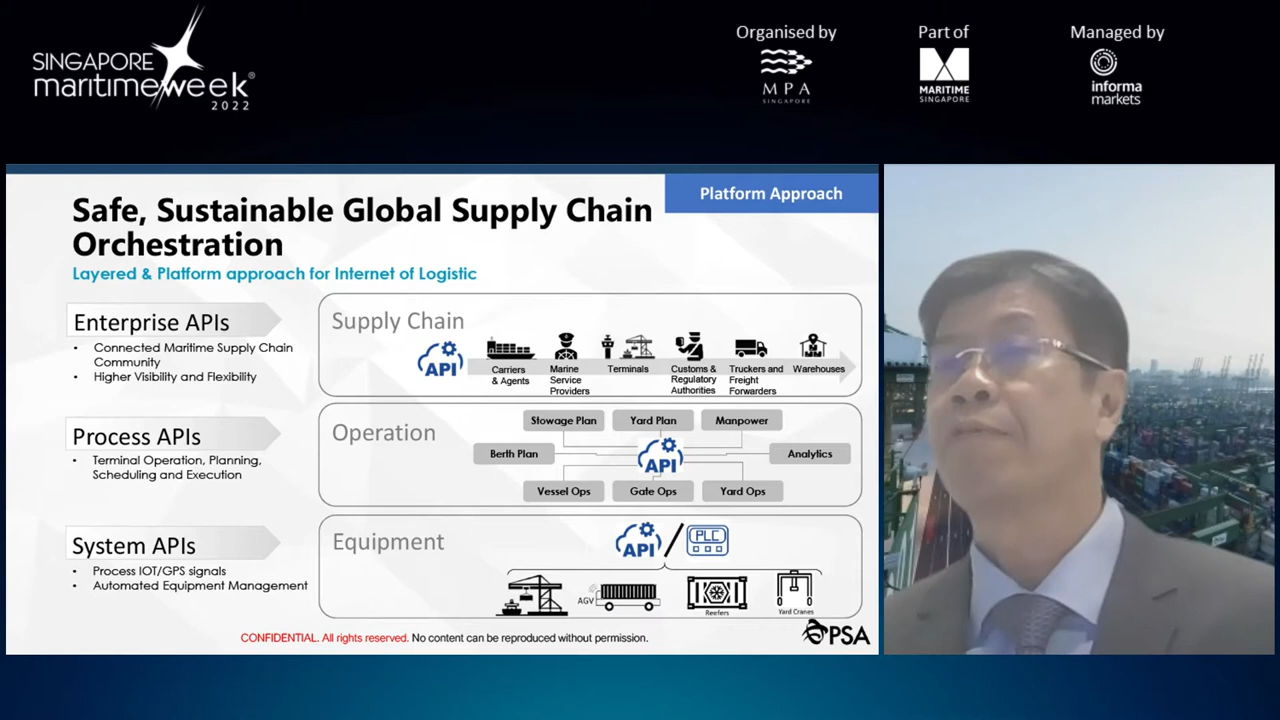 SINGAPORE
maritimeweek®
2022
Organised by
MPA
SINGAPORE
Part of
MARITIME
SINGAPORE
Managed by
informa
markets
Platform Approach
Safe, Sustainable Global Supply Chain
Orchestration
Layered & Platform approach for Internet of Logistic
Enterprise APIs
• Connected Maritime Supply Chain
Community
• Higher Visibility and Flexibility
Supply Chain
API
Carriers
& Agents
Marine
Service
Providers
Terminals
Customs &
Regulatory
Authorities
Truckers and
Freight
Forwarders
Warehouses
Process APIs
• Terminal Operation, Planning,
Scheduling and Execution
Operation
Stowage Plan
Yard Plan
Manpower
Berth Plan
API
Analytics
Vessel Ops
Gate Ops
Yard Ops
System APIs
• Process IOT/GPS signals
• Automated Equipment Management
Equipment
API / PLC
AGV
Reefers
Yard Cranes
CONFIDENTIAL. All rights reserved. No content can be reproduced without permission.
PSA